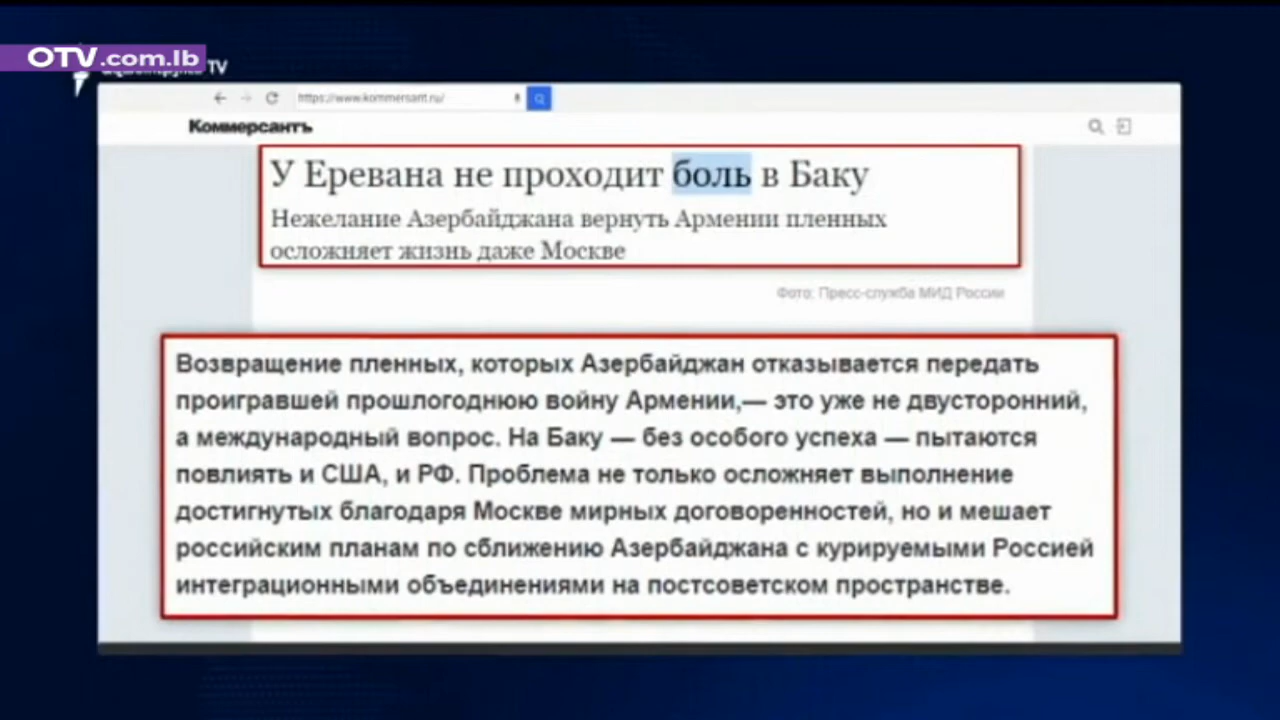 OTV.com.lb
TV
https://www.kommersant.ru/
Коммерсантъ
У Еревана не проходит боль в Баку
Нежелание Азербайджана вернуть Армении пленных
осложняет жизнь даже Москве
Фото: Пресс-служба МИД России
Возвращение пленных, которых Азербайджан отказывается передать
проигравшей прошлогоднюю войну Армении,— это уже не двусторонний,
а международный вопрос. На Баку — без особого успеха — пытаются
повлиять и США, и РФ. Проблема не только осложняет выполнение
достигнутых благодаря Москве мирных договоренностей, но и мешает
российским планам по сближению Азербайджана с курируемыми Россией
интеграционными объединениями на постсоветском пространстве.